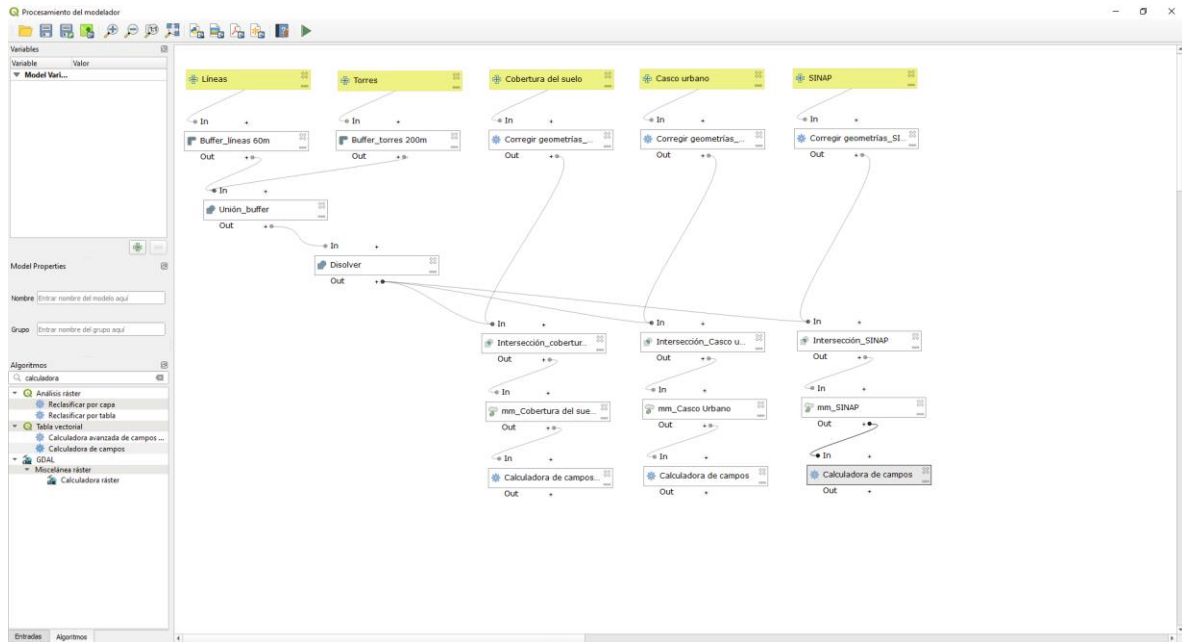 Procesamiento del modelador
Variables
Variable Valor
Model Vari...
Model Properties
Nombre Entrar nombre del modelo aquí
Grupo Entrar nombre del grupo aquí
Algoritmos
calculadora
Análisis ráster
Reclasificar por capa
Reclasificar por tabla
Tabla vectorial
Calculadora avanzada de campos ...
Calculadora de campos
GDAL
Miscelánea ráster
Calculadora ráster
Entradas Algoritmos
Líneas
Torres
Cobertura del suelo
Casco urbano
SINAP
In
In
In
In
In
Buffer_líneas 60m
Buffer_torres 200m
Corregir geometrías_...
Corregir geometrías_...
Corregir geometrías_SI...
Out
Out
Out
Out
Out
In
Unión_buffer
Out
In
Disolver
Out
In
In
In
Intersección_cobertur...
Intersección_Casco u...
Intersección_SINAP
Out
Out
Out
In
In
In
mm_Cobertura del sue...
mm_Casco Urbano
mm_SINAP
Out
Out
Out
In
In
In
Calculadora de campos...
Calculadora de campos
Calculadora de campos
Out
Out
Out